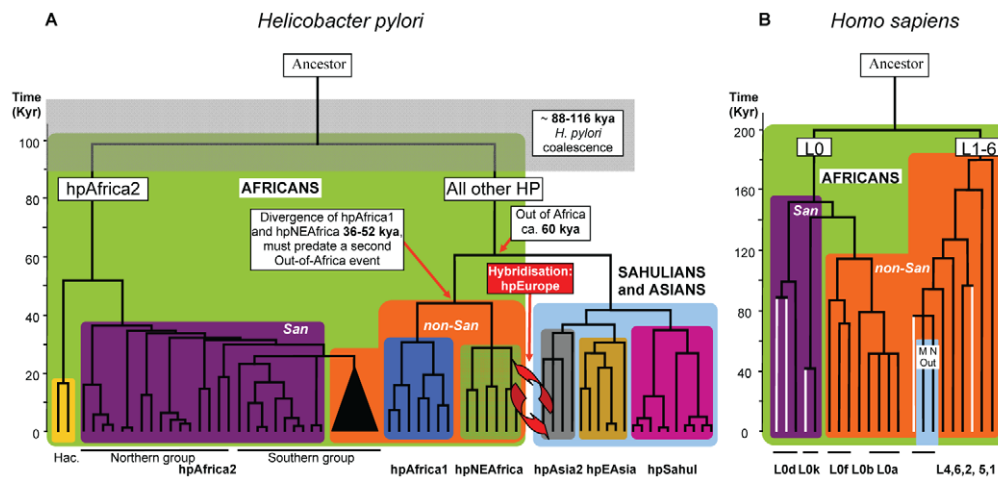 A
Helicobacter pylori
Ancestor
Time
(Kyr)
100
80
60
40
20
0
~ 88-116 kya
H. pylori
coalescence
hpAfrica2
AFRICANS
All other HP
Divergence of hpAfrica1
and hpNEAfrica 36-52 kya,
must predate a second
Out-of-Africa event
Out of Africa
ca. 60 kya
Hybridisation:
hpEurope
SAHULIANS
and ASIANS
San
non-San
Hac.
Northern group
Southern group
hpAfrica2
hpAfrica1
hpNEAfrica
hpAsia2
hpEAsia
hpSahul
B
Homo sapiens
Ancestor
Time
(Kyr)
200
160
120
80
40
0
L0
L1-6
AFRICANS
San
non-San
M N
Out
L0d
L0k
L0f
L0b
L0a
L4,6,2, 5,1